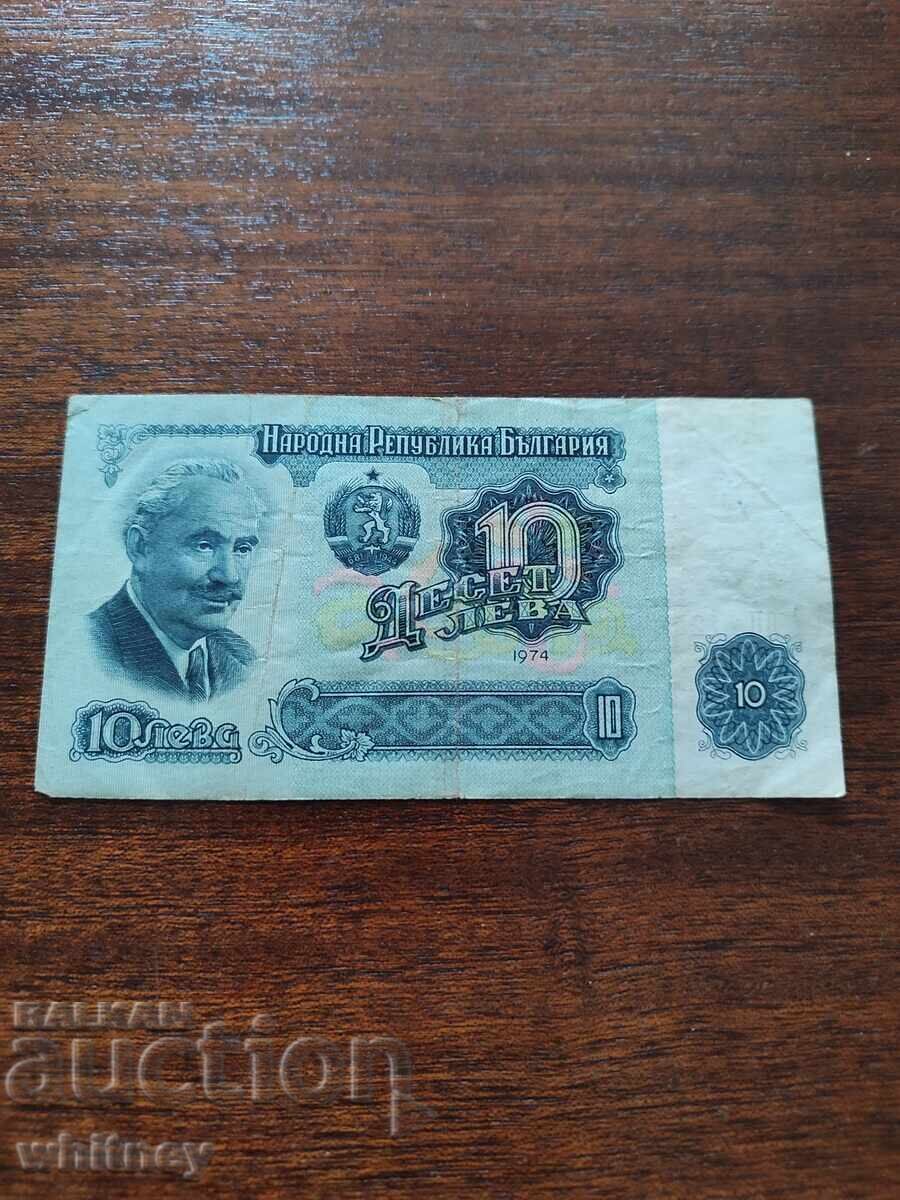 Народна Република България
10
Десет
лева
1974
10 лева
10
10
BALKAN
auction
whitney